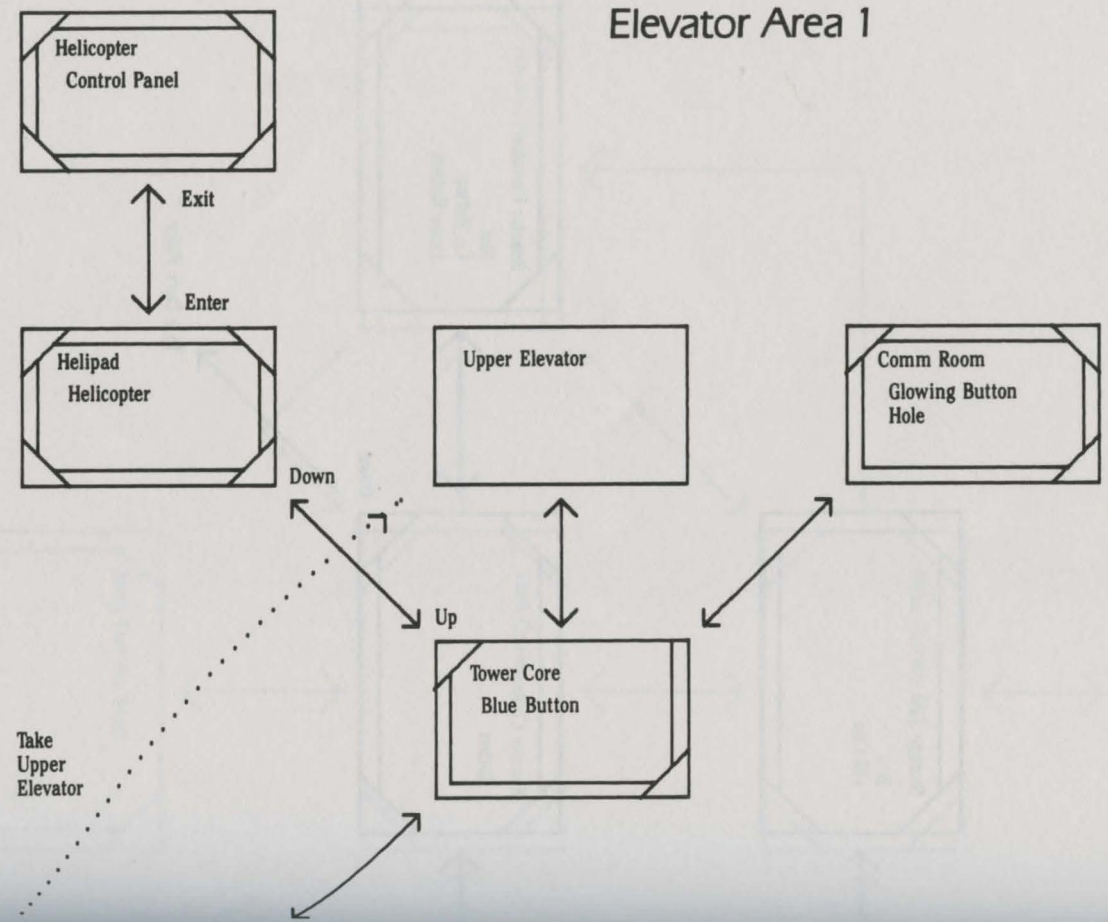 Elevator Area 1
Helicopter
Control Panel
Exit
Enter
Helipad
Helicopter
Upper Elevator
Comm Room
Glowing Button
Hole
Down
Up
Tower Core
Blue Button
Take
Upper
Elevator